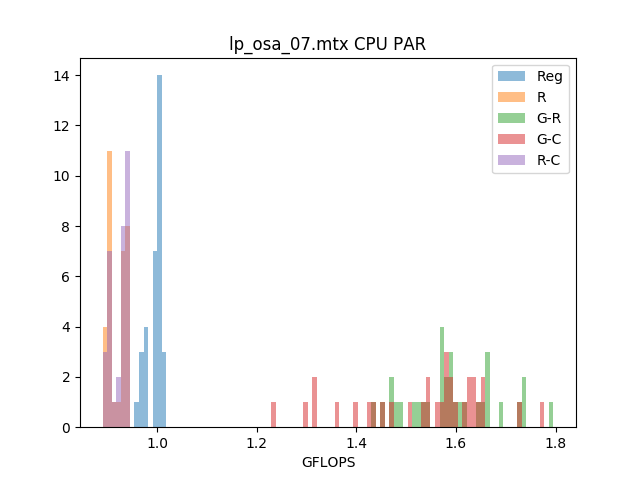 lp_osa_07.mtx CPU PAR
14
12
10
8
6
4
2
0
Reg
R
G-R
G-C
R-C
1.0 1.2 1.4 1.6 1.8
GFLOPS